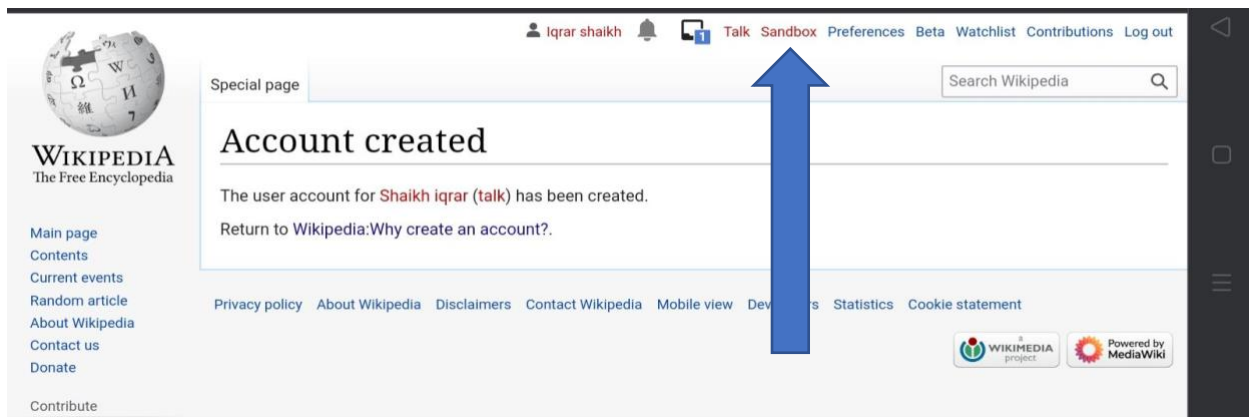 Iqrar shaikh 1 Talk Sandbox Preferences Beta Watchlist Contributions Log out
Special page
Search Wikipedia
Account created
The user account for Shaikh iqrar (talk) has been created.
Return to Wikipedia:Why create an account?.
WIKIPEDIA
The Free Encyclopedia
Main page
Contents
Current events
Random article
About Wikipedia
Contact us
Donate
Contribute
Privacy policy About Wikipedia Disclaimers Contact Wikipedia Mobile view Statistics Cookie statement
a
WIKIMEDIA
project
Powered by
MediaWiki